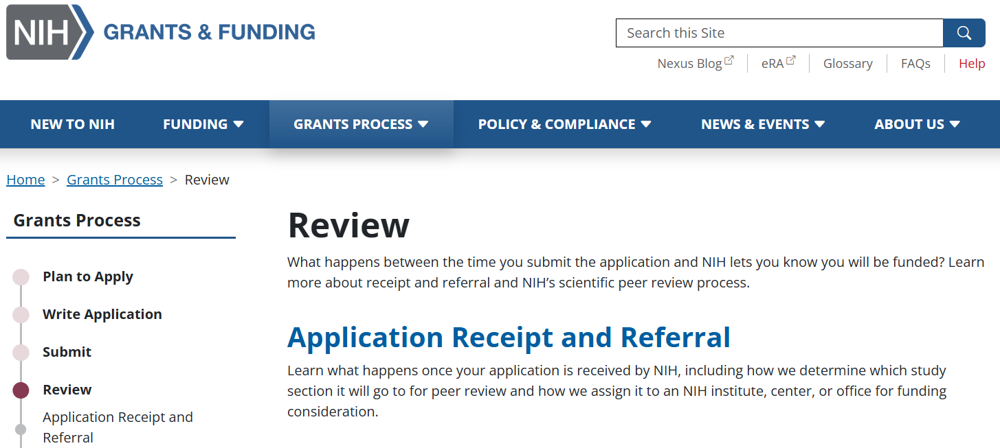 NIH GRANTS & FUNDING
Search this Site
Nexus Blog eRA Glossary FAQs Help
NEW TO NIH FUNDING GRANTS PROCESS POLICY & COMPLIANCE NEWS & EVENTS ABOUT US
Home > Grants Process > Review
Grants Process
Plan to Apply
Write Application
Submit
Review
Application Receipt and
Referral
Review
What happens between the time you submit the application and NIH lets you know you will be funded? Learn
more about receipt and referral and NIH’s scientific peer review process.
Application Receipt and Referral
Learn what happens once your application is received by NIH, including how we determine which study
section it will go to for peer review and how we assign it to an NIH institute, center, or office for funding
consideration.